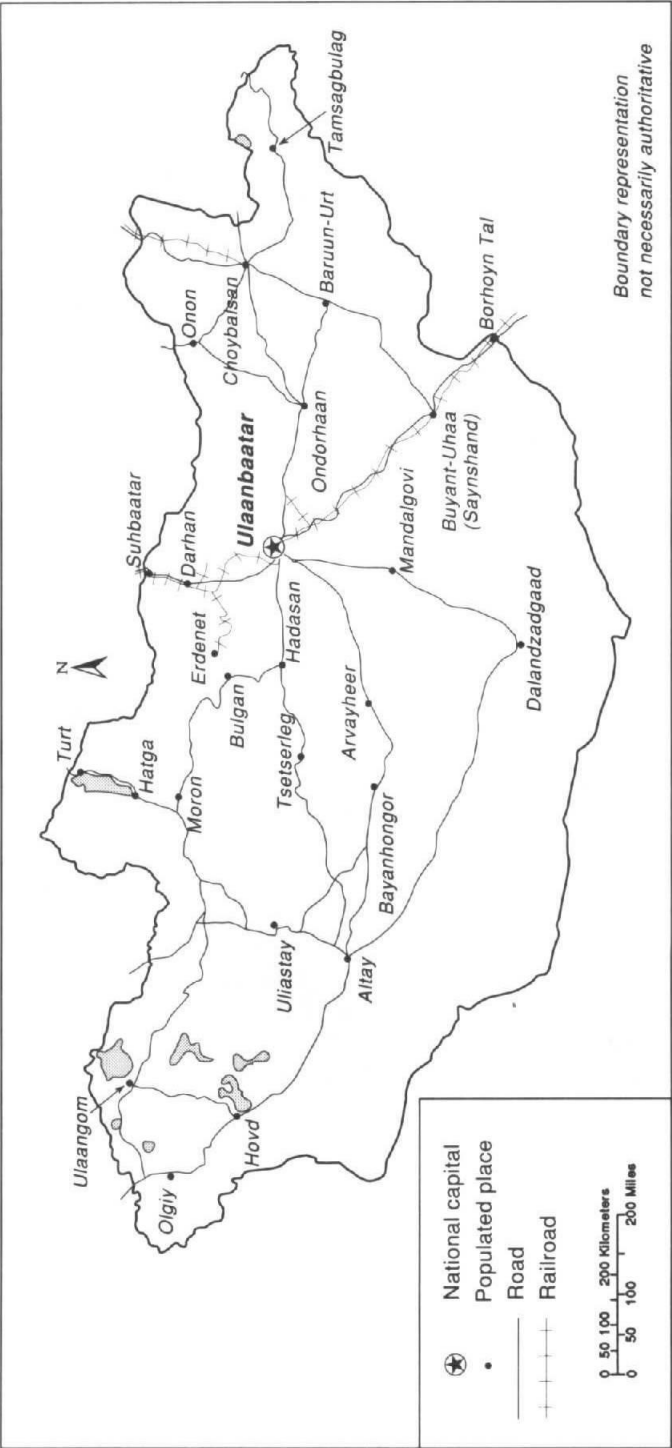 N
Turt
Hatga
Moron
Suhbaatar
Darhan
Erdenet
Bulgan
Ulaanbaatar
Hadasan
Tsetserleg
Onon
Choybalsan
Tamsagbulag
Ondorhaan
Baruun-Urt
Ulaangom
Olgiy
Hovd
Uliastay
Altay
Bayanhongor
Arvayheer
Mandalgovi
Buyant-Uhaa
(Saynshand)
Borhoyn Tal
Dalandzadgaad
National capital
Populated place
Road
Railroad
0 50 100 200 Kilometers
0 50 100 200 Miles
Boundary representation
not necessarily authoritative